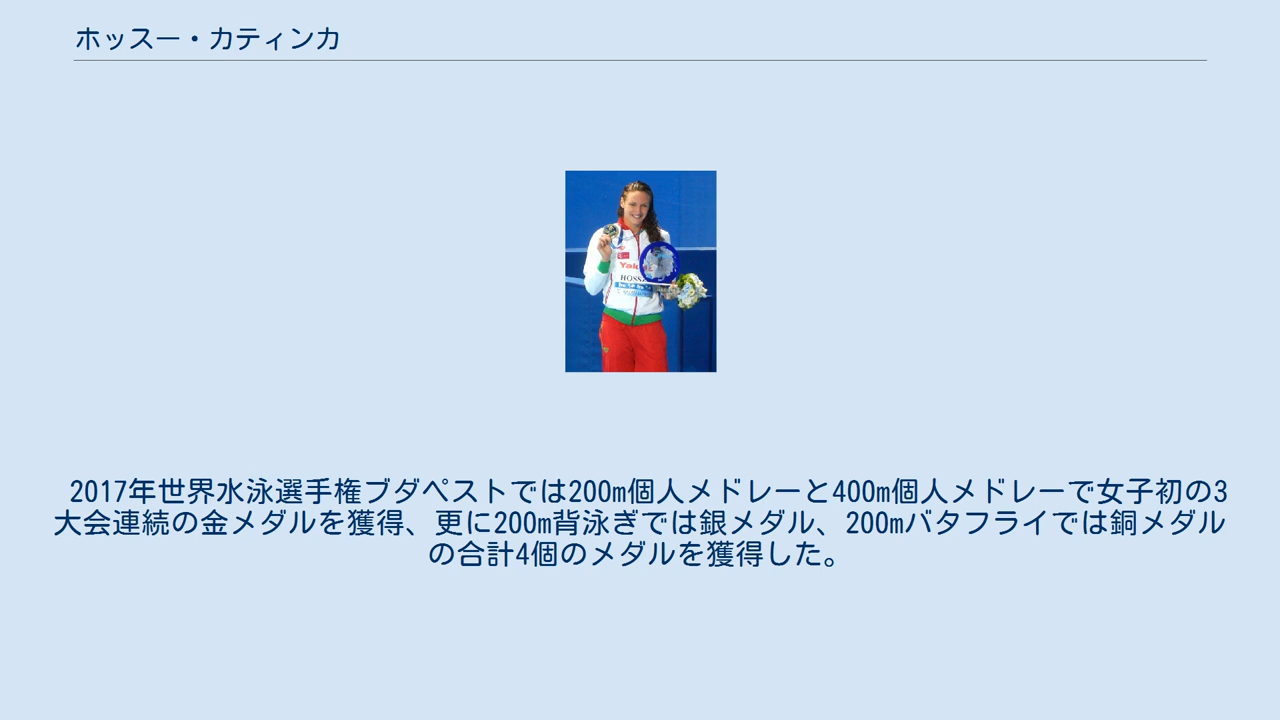 ホッスー・カティンカ
Yak
HOSS
2017年世界水泳選手権ブダペストでは200m個人メドレーと400m個人メドレーで女子初の3
大会連続の金メダルを獲得、更に200m背泳ぎでは銀メダル、200mバタフライでは銅メダル
の合計4個のメダルを獲得した。